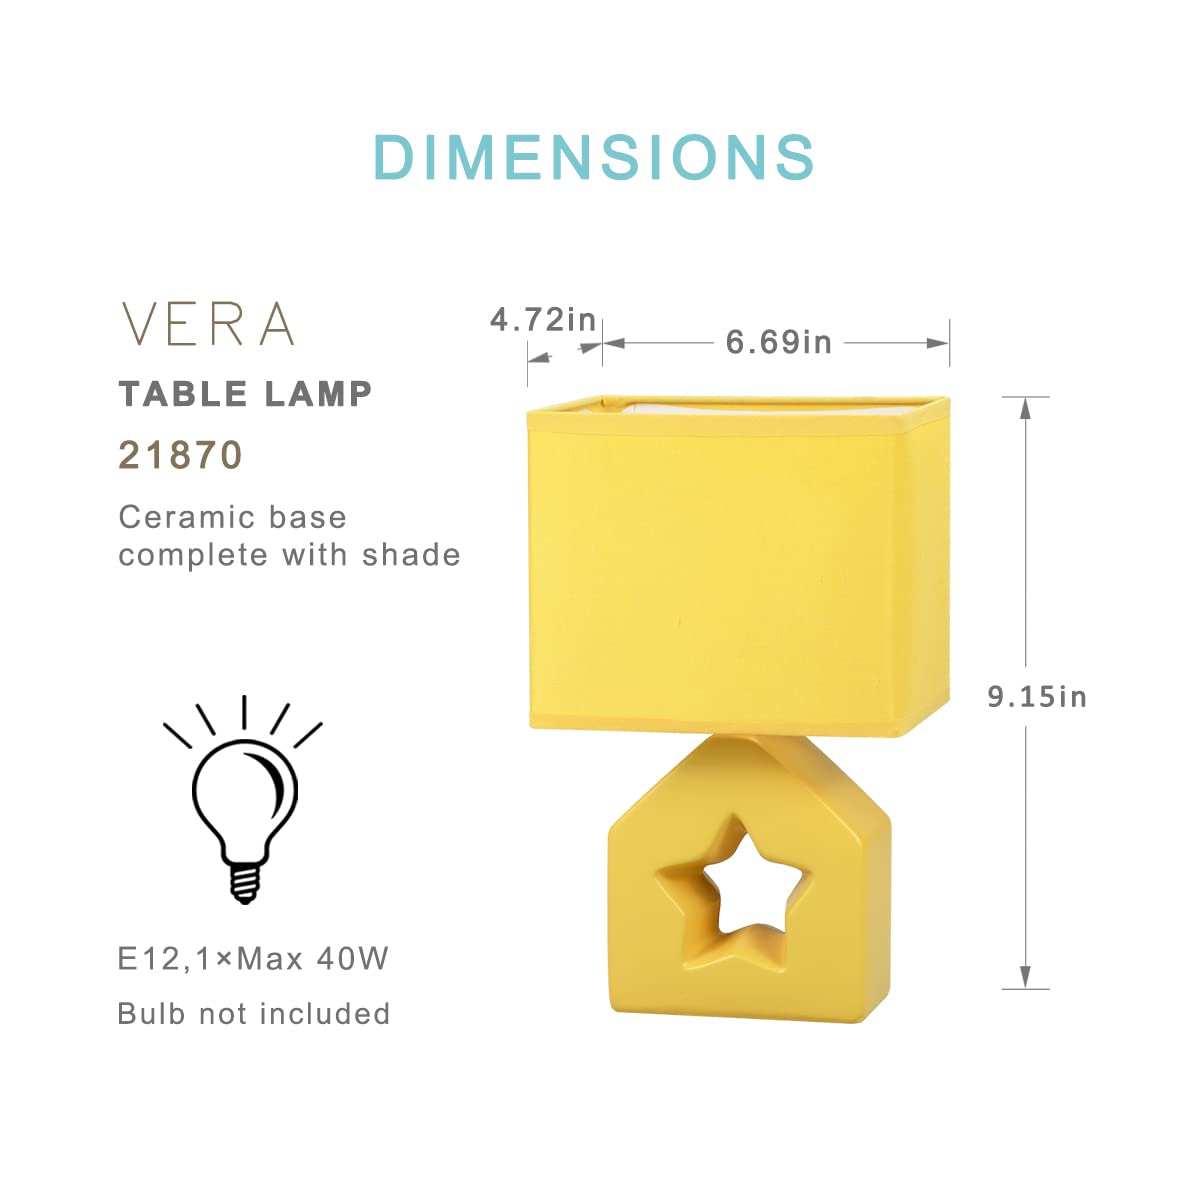 DIMENSIONS
VERA
TABLE LAMP
21870
Ceramic base
complete with shade
4.72in
6.69in
9.15in
E12,1×Max 40W
Bulb not included